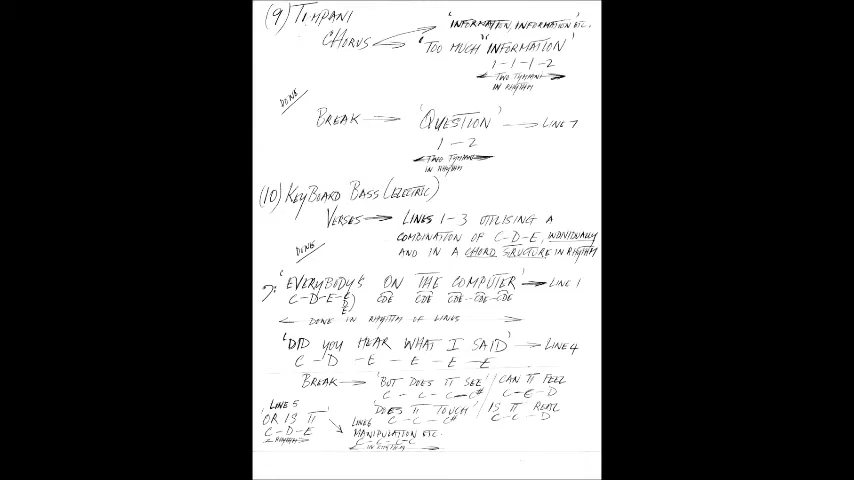 (9) TIMPANI
CHORUS 'INFORMATION, INFORMATION ETC.
'TOO MUCH "INFORMATION'
1 - 1 - 1 - 2
TWO TYMPANI
IN RHYTHM
DONE
BREAK → 'QUESTION' → LINE 7
1 - 2
TWO TYMPANI
IN RHYTHM
(10) KEYBOARD BASS (ELECTRIC)
VERSES → LINES 1-3 UTILISING A
COMBINATION OF C-D-E, INDIVIDUALLY
DONE AND IN A CHORD STRUCTURE IN RHYTHM
'EVERYBODY'S ON THE COMPUTER' → LINE 1
C-D-E-C D E) CDE CDE CDE-CDE-CDE
DONE IN RHYTHM OF LINES
'DID YOU HEAR WHAT I SAID' → LINE 4
C - D - E - E - E - E
BREAK → 'BUT DOES IT SEE' // CAN IT FEEL
C - C - C - C# C - E - D
LINE 5 'DOES IT TOUCH' // IS IT REAL
'OR IS IT LINE 6 C - C - C# C - C - D
C - D - E MANIPULATION ETC.
RHYTHM C-C-C-C
IN RHYTHM